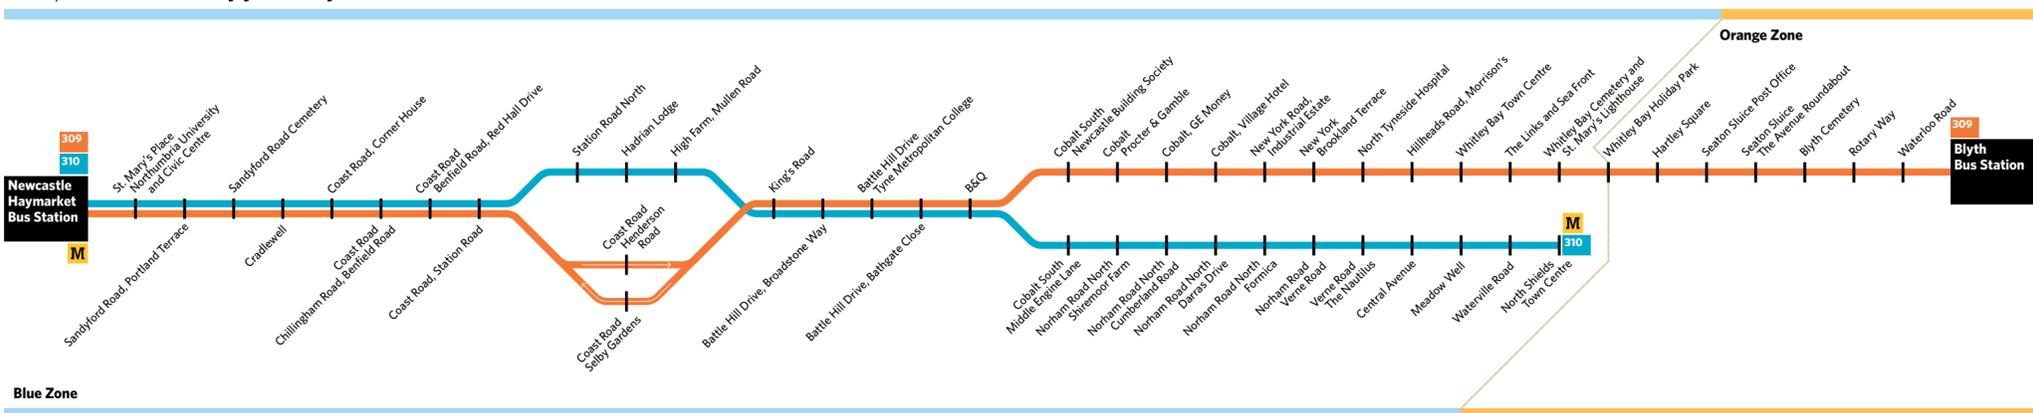 Orange Zone
309
310
Newcastle
Haymarket
Bus Station
M
St. Mary's Place
Northumbria University
and Civic Centre
Sandyford Road, Portland Terrace
Sandyford Road Cemetery
Cradlewell
Coast Road, Corner House
Coast Road
Chillingham Road, Benfield Road
Coast Road
Benfield Road, Red Hall Drive
Coast Road, Station Road
Station Road North
Hadrian Lodge
High Farm, Mullen Road
Coast Road
Henderson
Road
Coast Road
Selby Gardens
King's Road
Battle Hill Drive, Broadstone Way
Battle Hill Drive
Tyne Metropolitan College
Battle Hill Drive, Bathgate Close
B&Q
Cobalt South
Newcastle Building Society
Cobalt
Procter & Gamble
Cobalt, GE Money
Cobalt, Village Hotel
New York Road,
Industrial Estate
New York
Brookland Terrace
North Tyneside Hospital
Hillheads Road, Morrison's
Whitley Bay Town Centre
The Links and Sea Front
Whitley Bay Cemetery and
St. Mary's Lighthouse
Whitley Bay Holiday Park
Hartley Square
Seaton Sluice Post Office
Seaton Sluice
The Avenue Roundabout
Blyth Cemetery
Rotary Way
Waterloo Road
309
Blyth
Bus Station
Cobalt South
Middle Engine Lane
Norham Road North
Shiremoor Farm
Norham Road North
Cumberland Road
Norham Road North
Darras Drive
Norham Road North
Formica
Norham Road
Verne Road
Verne Road
The Nautilus
Central Avenue
Meadow Well
Waterville Road
North Shields
Town Centre
M
310
Blue Zone